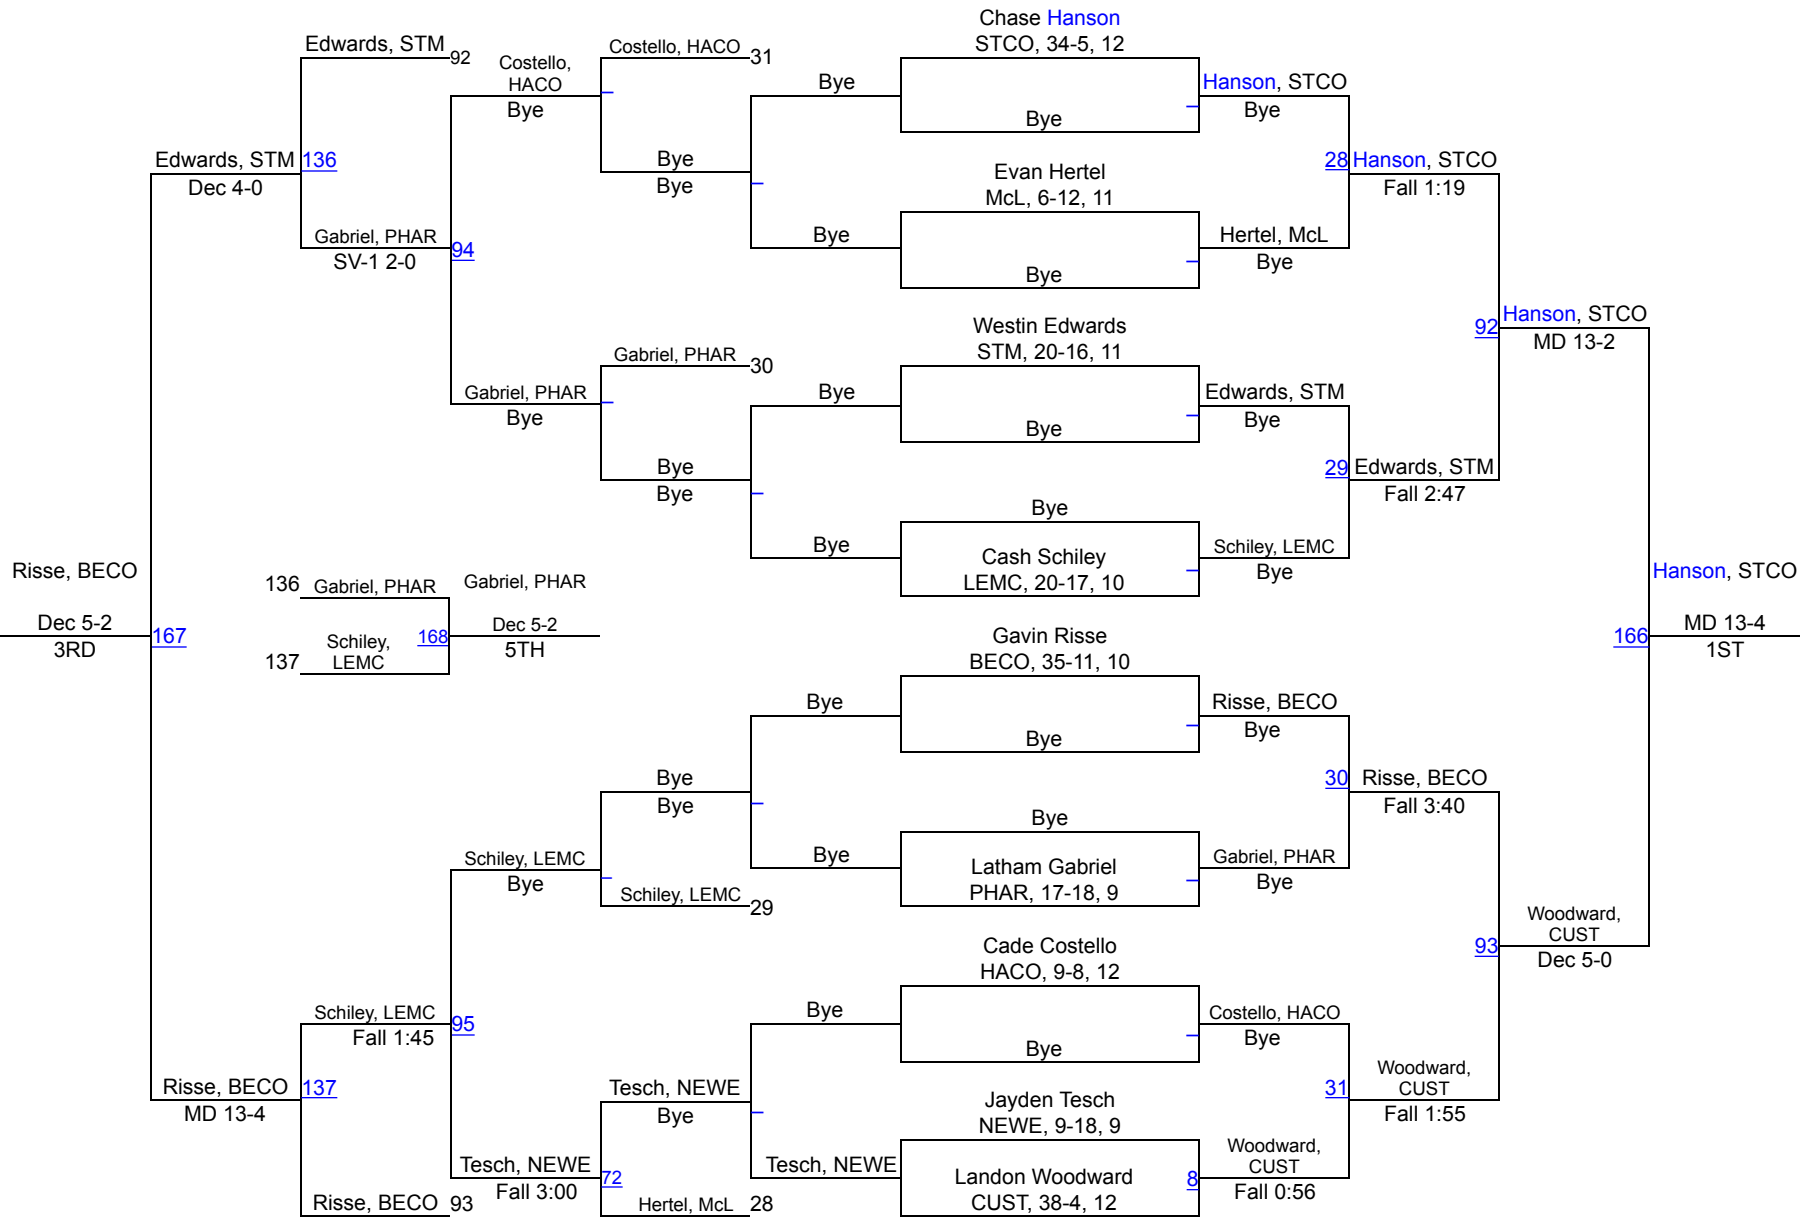 Chase Hanson
STCO, 34-5, 12
Edwards, STM
92
Costello, HACO
31
Costello,
HACO
Bye
Bye
Hanson, STCO
Bye
Bye
Bye
Edwards, STM
136
Dec 4-0
Bye
Bye
Evan Hertel
McL, 6-12, 11
28
Hanson, STCO
Fall 1:19
Gabriel, PHAR
SV-1 2-0
94
Bye
Hertel, McL
Bye
Bye
Hanson, STCO
92
MD 13-2
Westin Edwards
STM, 20-16, 11
Gabriel, PHAR
30
Gabriel, PHAR
Bye
Bye
Edwards, STM
Bye
Bye
Bye
Bye
29
Edwards, STM
Fall 2:47
Bye
Bye
Cash Schiley
LEMC, 20-17, 10
Schiley, LEMC
Bye
Risse, BECO
Dec 5-2
3RD
167
136
Gabriel, PHAR
Gabriel, PHAR
137
Schiley,
LEMC
168
Dec 5-2
5TH
Hanson, STCO
166
MD 13-4
1ST
Gavin Risse
BECO, 35-11, 10
Bye
Risse, BECO
Bye
Bye
Bye
Bye
30
Risse, BECO
Fall 3:40
Bye
Bye
Latham Gabriel
PHAR, 17-18, 9
Gabriel, PHAR
Bye
Schiley, LEMC
Bye
Schiley, LEMC
29
Woodward,
CUST
93
Dec 5-0
Cade Costello
HACO, 9-8, 12
Schiley, LEMC
Fall 1:45
95
Bye
Costello, HACO
Bye
Bye
Risse, BECO
137
MD 13-4
Tesch, NEWE
Bye
Jayden Tesch
NEWE, 9-18, 9
31
Woodward,
CUST
Fall 1:55
Tesch, NEWE
Fall 3:00
72
Tesch, NEWE
Landon Woodward
CUST, 38-4, 12
8
Woodward,
CUST
Fall 0:56
Risse, BECO
93
Hertel, McL
28